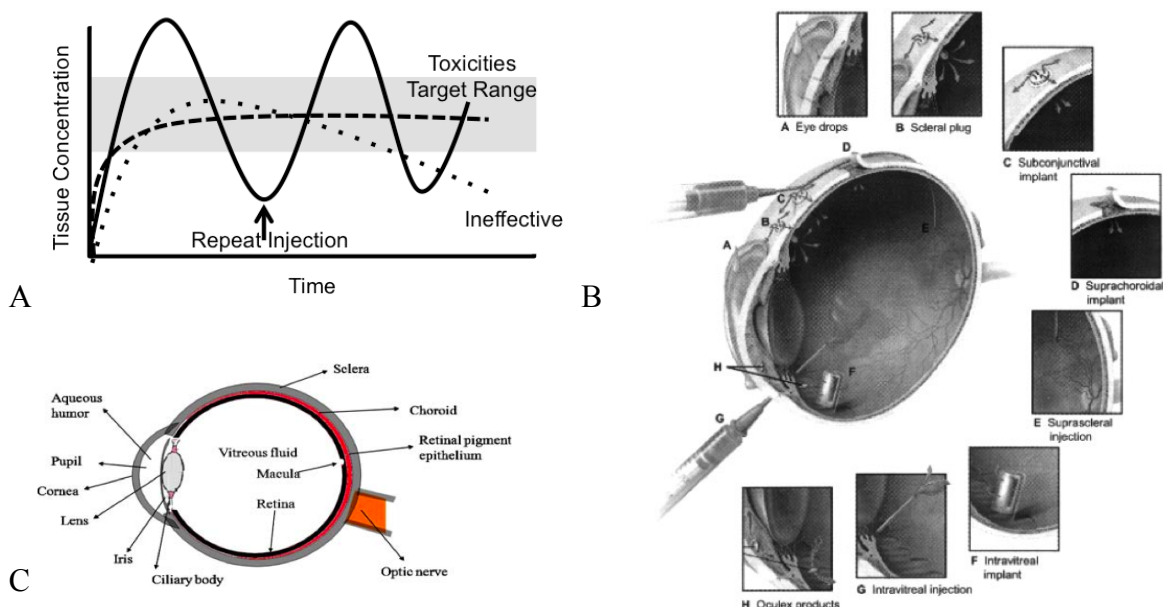 Tissue Concentration
Toxicities
Target Range
Ineffective
Repeat Injection
Time
A
A Eye drops
B Scleral plug
C Subconjunctival
implant
D Suprachoroidal
implant
E Suprascleral
injection
F Intravitreal
implant
G Intravitreal injection
H Oculex products
D
C
B
A
E
H
F
G
B
Sclera
Aqueous
humor
Choroid
Vitreous fluid
Retinal pigment
epithelium
Pupil
Macula
Cornea
Retina
Lens
Iris
Ciliary body
Optic nerve
C